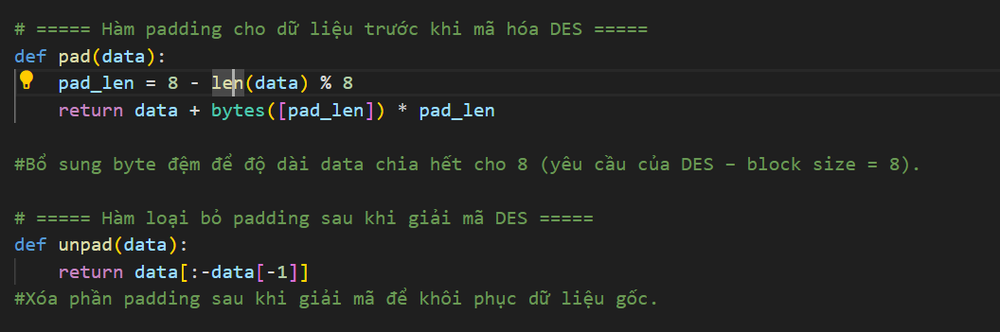 # ===== Hàm padding cho dữ liệu trước khi mã hóa DES =====
def pad(data):
    pad_len = 8 - len(data) % 8
    return data + bytes([pad_len]) * pad_len
#Bổ sung byte đệm để độ dài data chia hết cho 8 (yêu cầu của DES – block size = 8).
# ===== Hàm loại bỏ padding sau khi giải mã DES =====
def unpad(data):
    return data[:-data[-1]]
#Xóa phần padding sau khi giải mã để khôi phục dữ liệu gốc.